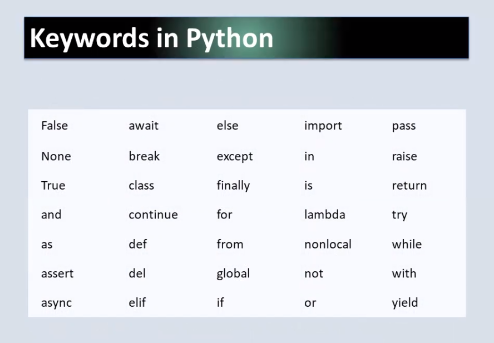 Keywords in Python
False await else import pass
None break except in raise
True class finally is return
and continue for lambda try
as def from nonlocal while
assert del global not with
async elif if or yield